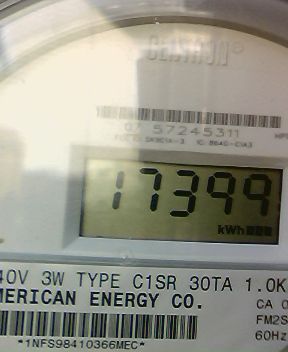 CENTRON®
07 57245311
17399
kWh
40V 3W TYPE C1SR 30TA 1.0K
MERICAN ENERGY CO.
CA 0
FM2S
60Hz
*1NFS98410366MEC*